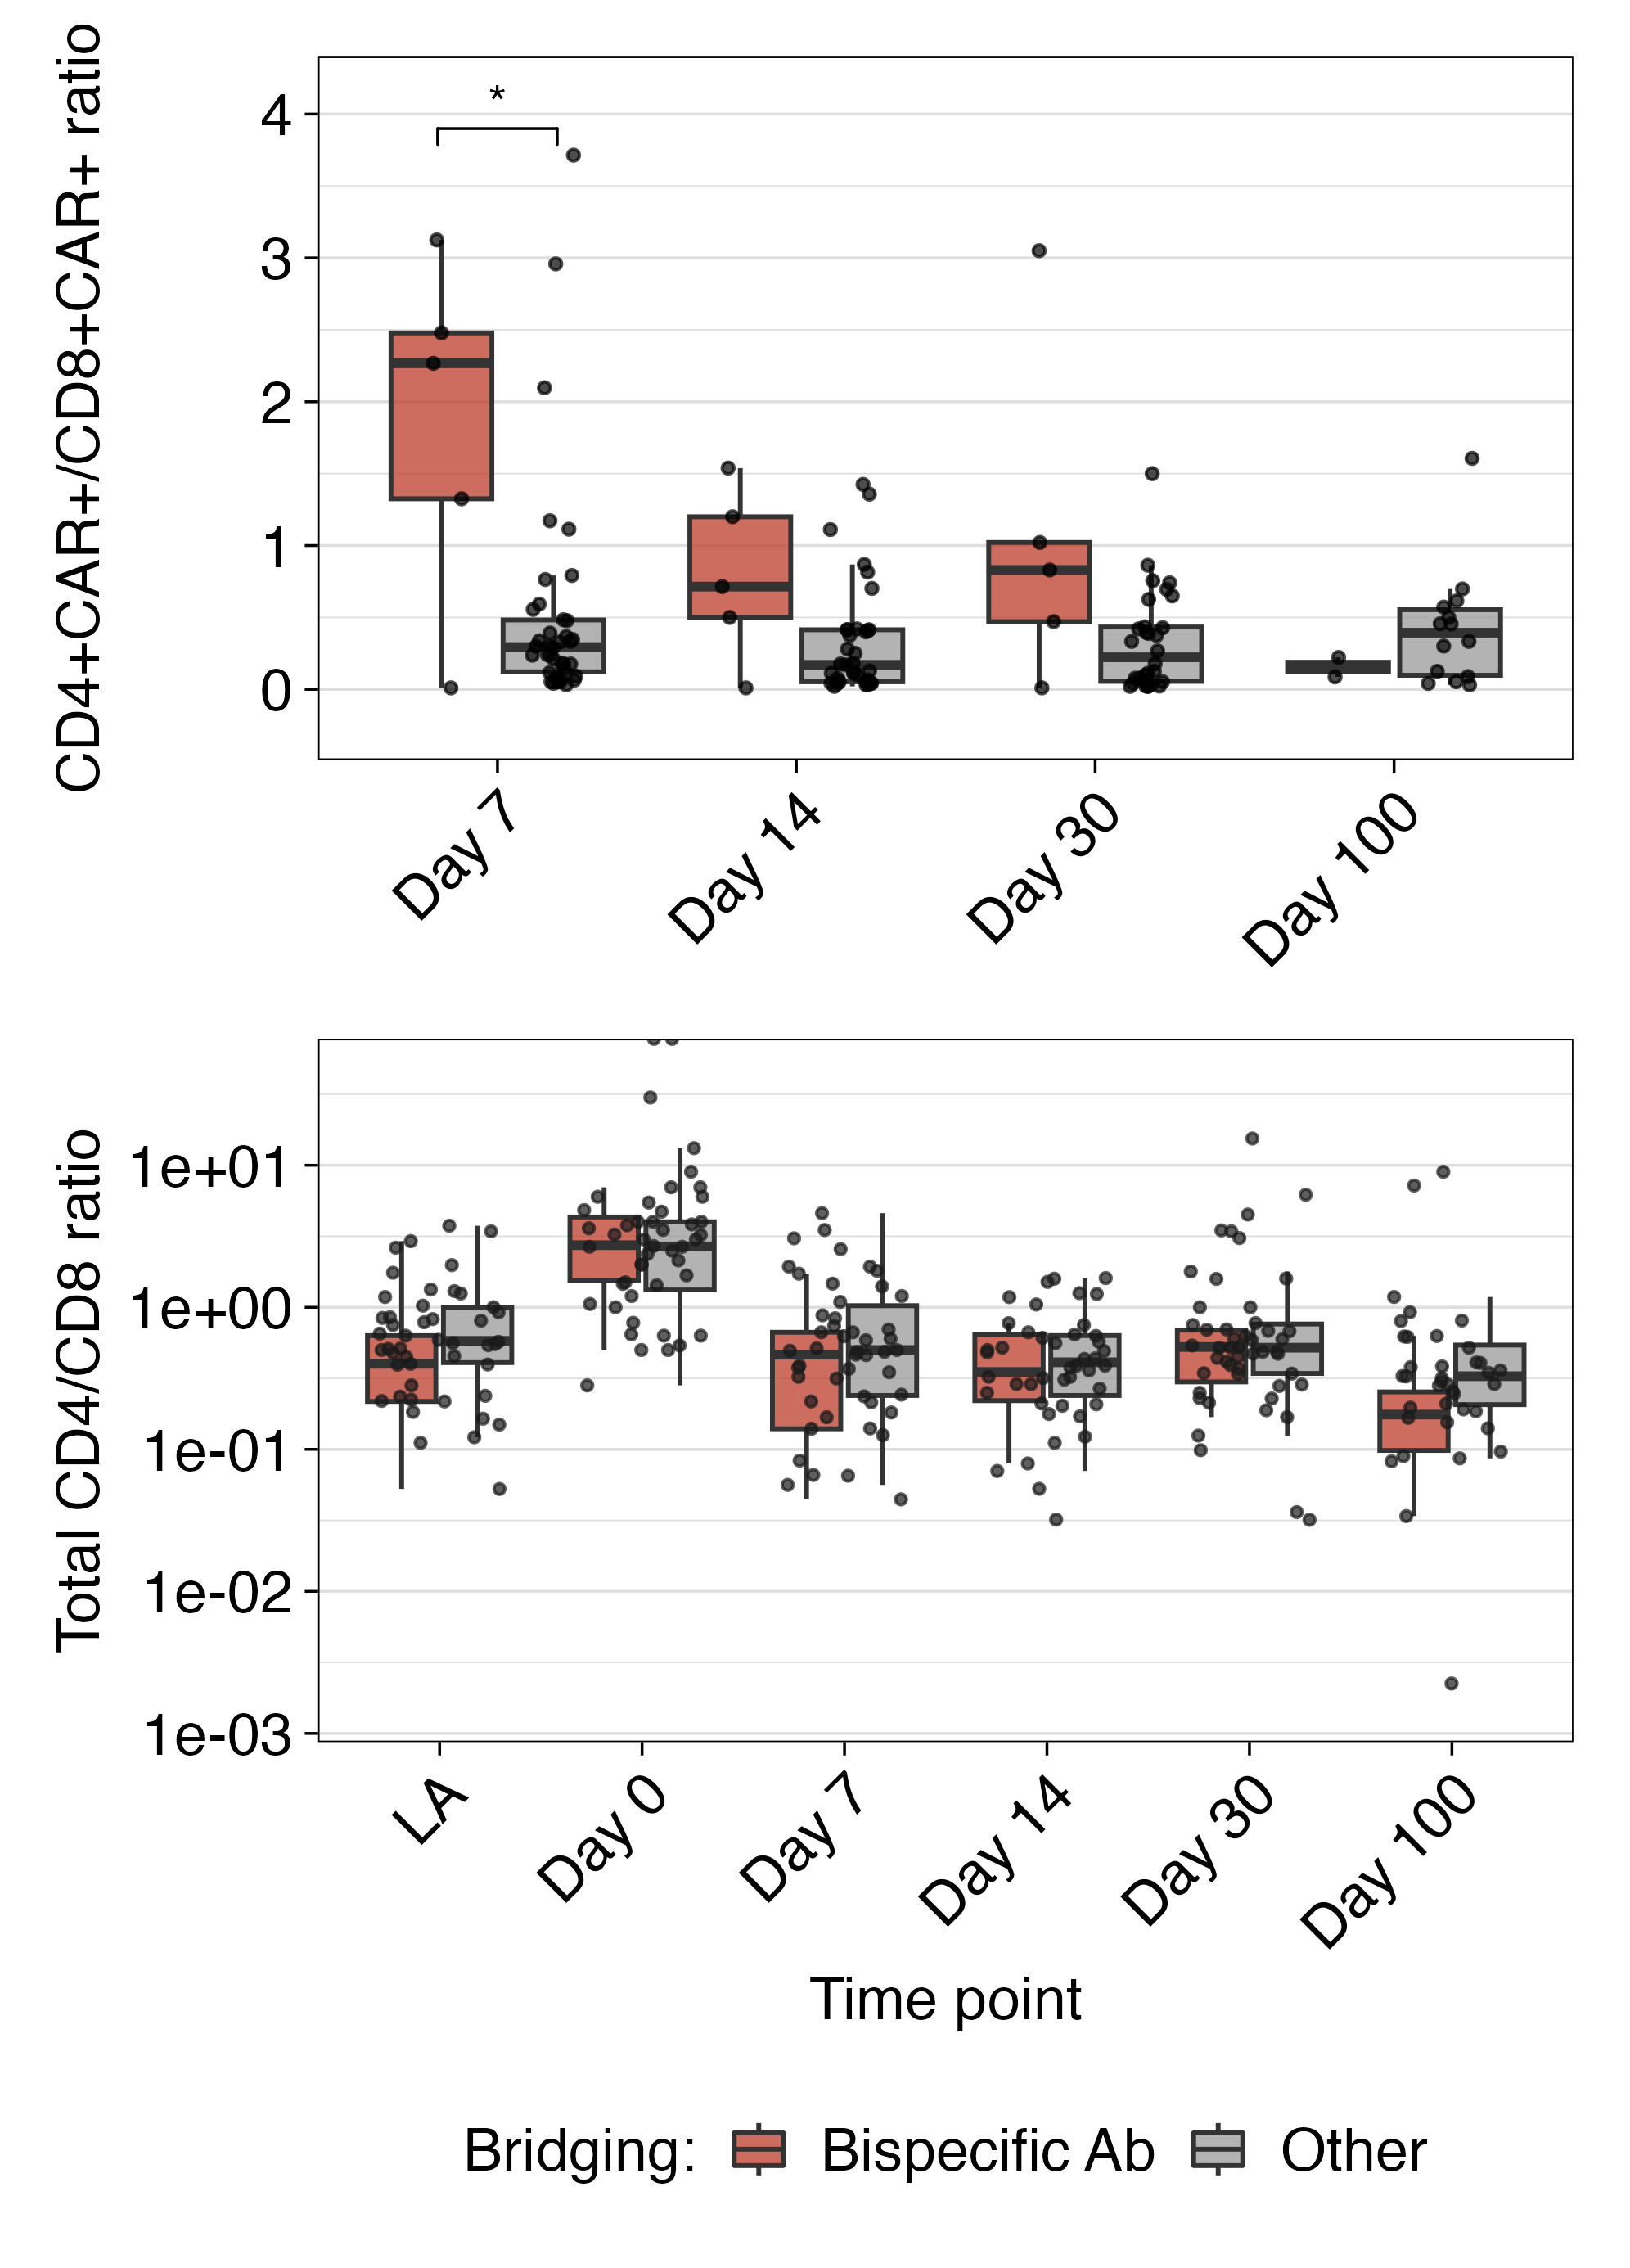 CD4+CAR+/CD8+CAR+ ratio
4
3
2
1
0
*
Day 7
Day 14
Day 30
Day 100
Total CD4/CD8 ratio
1e+01
1e+00
1e-01
1e-02
1e-03
LA
Day 0
Day 7
Day 14
Day 30
Day 100
Time point
Bridging: Bispecific Ab Other